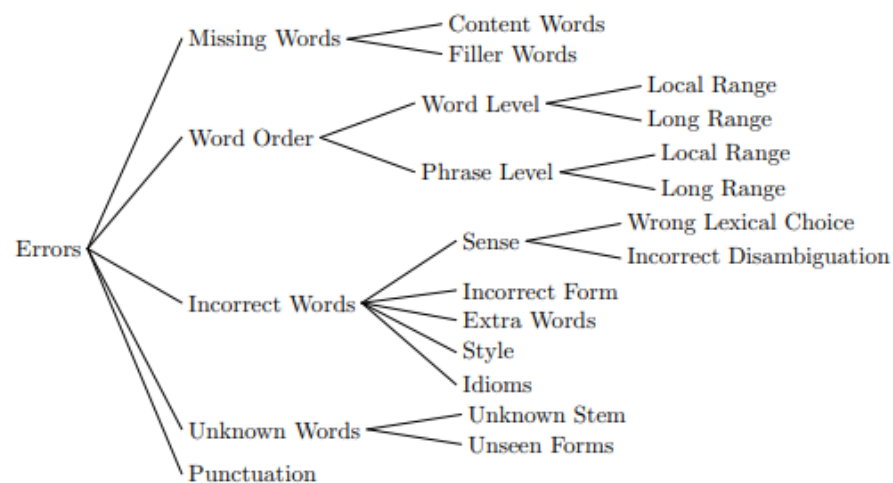 Errors
Missing Words
Content Words
Filler Words
Word Order
Word Level
Local Range
Long Range
Phrase Level
Local Range
Long Range
Incorrect Words
Sense
Wrong Lexical Choice
Incorrect Disambiguation
Incorrect Form
Extra Words
Style
Idioms
Unknown Words
Unknown Stem
Unseen Forms
Punctuation